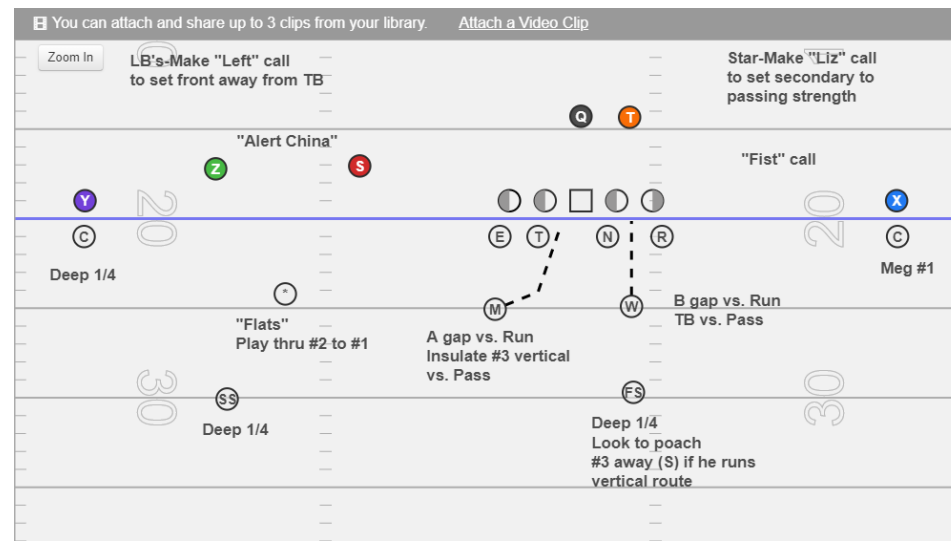 You can attach and share up to 3 clips from your library. Attach a Video Clip
Zoom In
LB's-Make "Left" call
to set front away from TB
Star-Make "Liz" call
to set secondary to
passing strength
Q
T
"Alert China"
"Fist" call
Z
S
Y
X
20
20
C
E
T
N
R
C
Deep 1/4
Meg #1
*
M
W
"Flats"
Play thru #2 to #1
A gap vs. Run
Insulate #3 vertical
vs. Pass
B gap vs. Run
TB vs. Pass
30
30
SS
FS
Deep 1/4
Deep 1/4
Look to poach
#3 away (S) if he runs
vertical route